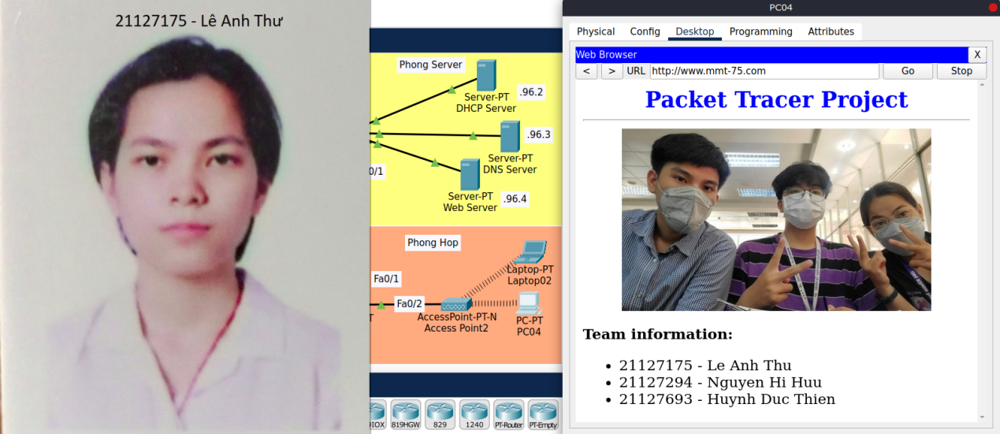 21127175 - Lê Anh Thư
Phong Server
Server-PT
DHCP Server
.96.2
.96.3
Server-PT
DNS Server
0/1
Server-PT
Web Server
.96.4
Phong Hop
Laptop-PT
Laptop02
Fa0/1
Fa0/2
T
AccessPoint-PT-N
Access Point2
PC-PT
PC04
9IOX
819HGW
829
1240
PT-Router
PT-Empty
PC04
Physical
Config
Desktop
Programming
Attributes
Web Browser
X
<
>
URL
http://www.mmt-75.com
Go
Stop
Packet Tracer Project
Team information:
• 21127175 - Le Anh Thu
• 21127294 - Nguyen Hi Huu
• 21127693 - Huynh Duc Thien